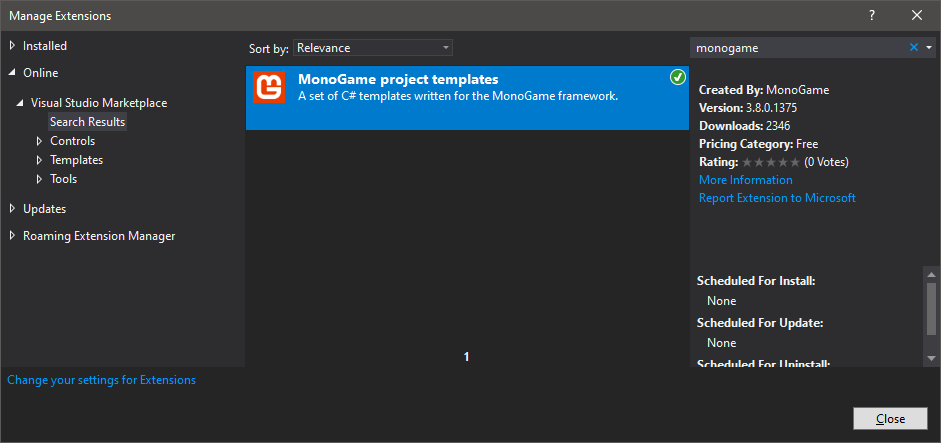 Manage Extensions
?
Installed
Online
Visual Studio Marketplace
Search Results
Controls
Templates
Tools
Updates
Roaming Extension Manager
Sort by: Relevance
MonoGame project templates
A set of C# templates written for the MonoGame framework.
1
monogame
Created By: MonoGame
Version: 3.8.0.1375
Downloads: 2346
Pricing Category: Free
Rating: (0 Votes)
More Information
Report Extension to Microsoft
Scheduled For Install:
None
Scheduled For Update:
None
Scheduled For Uninstall:
Change your settings for Extensions
Close